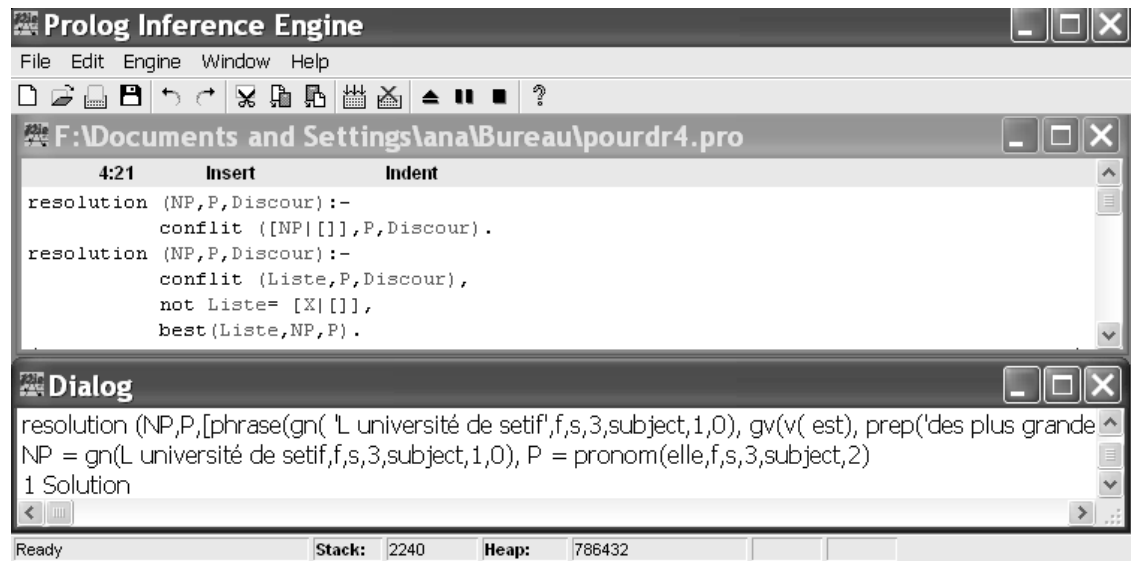 Prolog Inference Engine
File Edit Engine Window Help
F:\Documents and Settings\ana\Bureau\pourdr4.pro
4:21 Insert Indent
resolution (NP,P,Discour):-
conflit ([NP|[]],P,Discour).
resolution (NP,P,Discour):-
conflit (Liste,P,Discour),
not Liste= [X|[]],
best(Liste,NP,P).
Dialog
resolution (NP,P,[phrase(gn( 'L université de setif',f,s,3,subject,1,0), gv(v( est), prep('des plus grande
NP = gn(L université de setif,f,s,3,subject,1,0), P = pronom(elle,f,s,3,subject,2)
1 Solution
Ready Stack: 2240 Heap: 786432